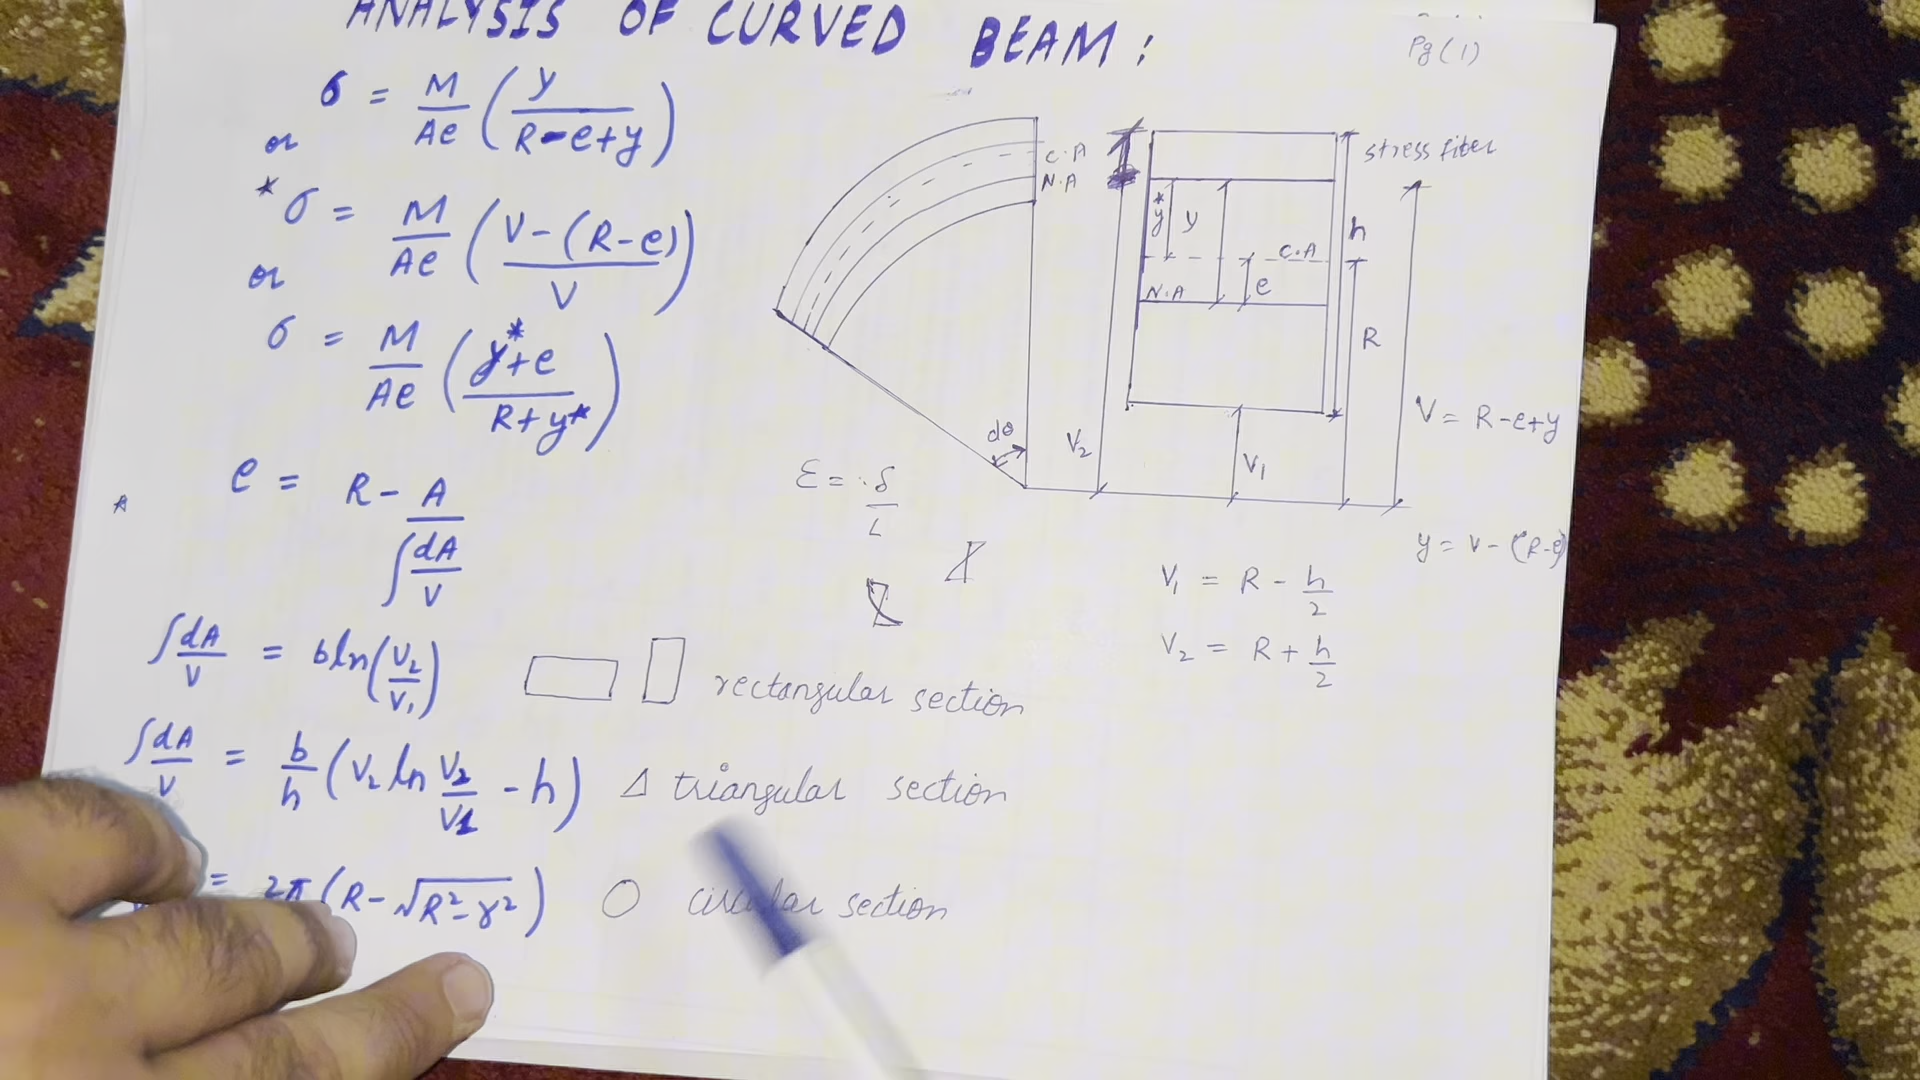 ANALYSIS OF CURVED BEAM :
Pg(1)
σ = M/Ae ( y / R-e+y )
or
* σ = M/Ae ( V-(R-e) / V )
or
σ = M/Ae ( y*+e / R+y* )
* e = R - A / ∫ dA/V
∫ dA/V = b ln ( V₂/V₁ )
rectangular section
∫ dA/V = b/h ( V₂ ln V₂/V1 - h )
Δ triangular section
= 2π ( R - √R²-r² )
circular section
C.A
N.A
dθ
ε = δ/L
stress fiber
y*
y
C.A
N.A
e
h
R
V₂
V₁
V = R-e+y
y = V-(R-e)
V₁ = R - h/2
V₂ = R + h/2